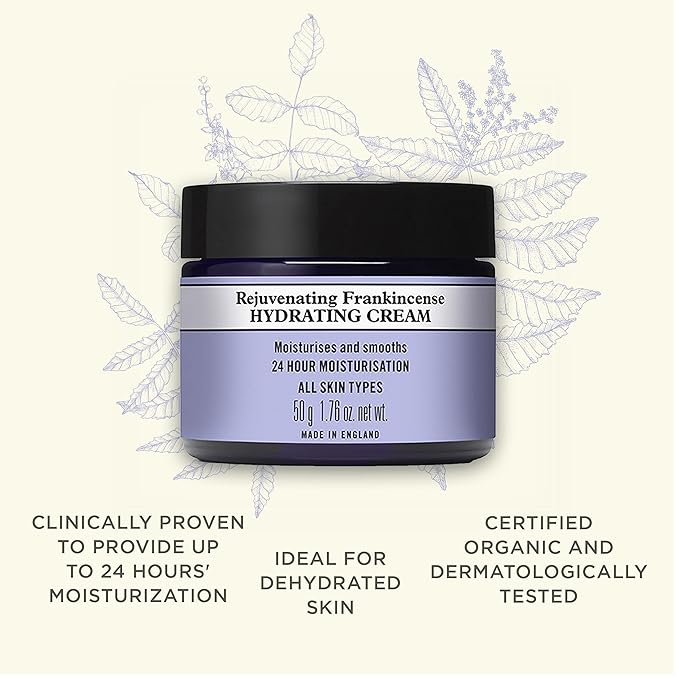 Rejuvenating Frankincense
HYDRATING CREAM
Moisturises and smooths
24 HOUR MOISTURISATION
ALL SKIN TYPES
50 g 1.76 oz. net wt.
MADE IN ENGLAND
CLINICALLY PROVEN
TO PROVIDE UP
TO 24 HOURS'
MOISTURIZATION
IDEAL FOR
DEHYDRATED
SKIN
CERTIFIED
ORGANIC AND
DERMATOLOGICALLY
TESTED